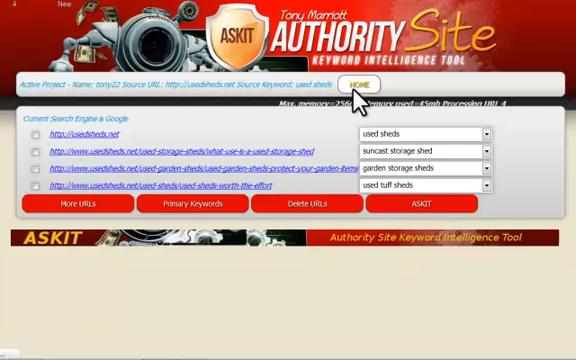 4 New
Tony Marriott
ASKIT AUTHORITY Site
KEYWORD INTELLIGENCE TOOL
Active Project - Name: tony22 Source URL: http://usedsheds.net Source Keyword: used sheds HOME
Max. memory=256 Memory used=45mb Processing URL 4
Current Search Engine is Google
http://usedsheds.net used sheds
http://www.usedsheds.net/used-storage-sheds/what-use-is-a-used-storage-shed suncast storage shed
http://www.usedsheds.net/used-garden-sheds/used-garden-sheds-protect-your-garden-items garden storage sheds
http://www.usedsheds.net/used-sheds/used-sheds-worth-the-effort used tuff sheds
More URLs Primary Keywords Delete URLs ASKIT
ASKIT Authority Site Keyword Intelligence Tool